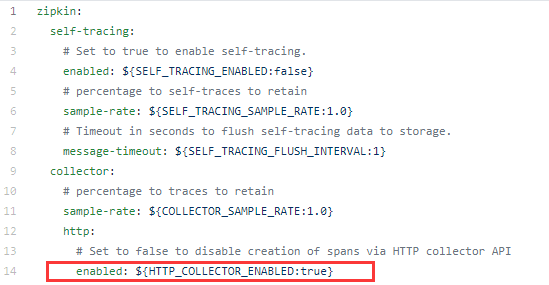 1 zipkin:
2   self-tracing:
3     # Set to true to enable self-tracing.
4     enabled: ${SELF_TRACING_ENABLED:false}
5     # percentage to self-traces to retain
6     sample-rate: ${SELF_TRACING_SAMPLE_RATE:1.0}
7     # Timeout in seconds to flush self-tracing data to storage.
8     message-timeout: ${SELF_TRACING_FLUSH_INTERVAL:1}
9   collector:
10     # percentage to traces to retain
11     sample-rate: ${COLLECTOR_SAMPLE_RATE:1.0}
12     http:
13       # Set to false to disable creation of spans via HTTP collector API
14       enabled: ${HTTP_COLLECTOR_ENABLED:true}